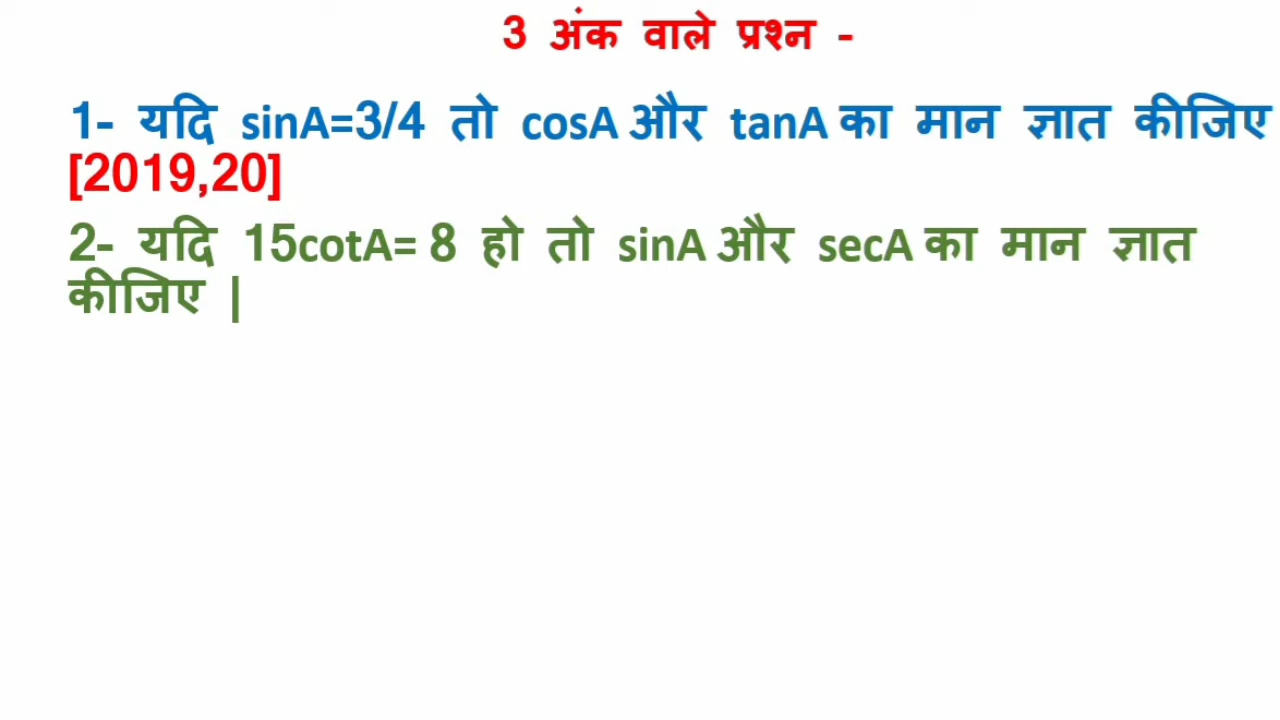 3 अंक वाले प्रश्न -
1- यदि sinA=3/4 तो cosA और tanA का मान ज्ञात कीजिए
[2019,20]
2- यदि 15cotA= 8 हो तो sinA और secA का मान ज्ञात
कीजिए |